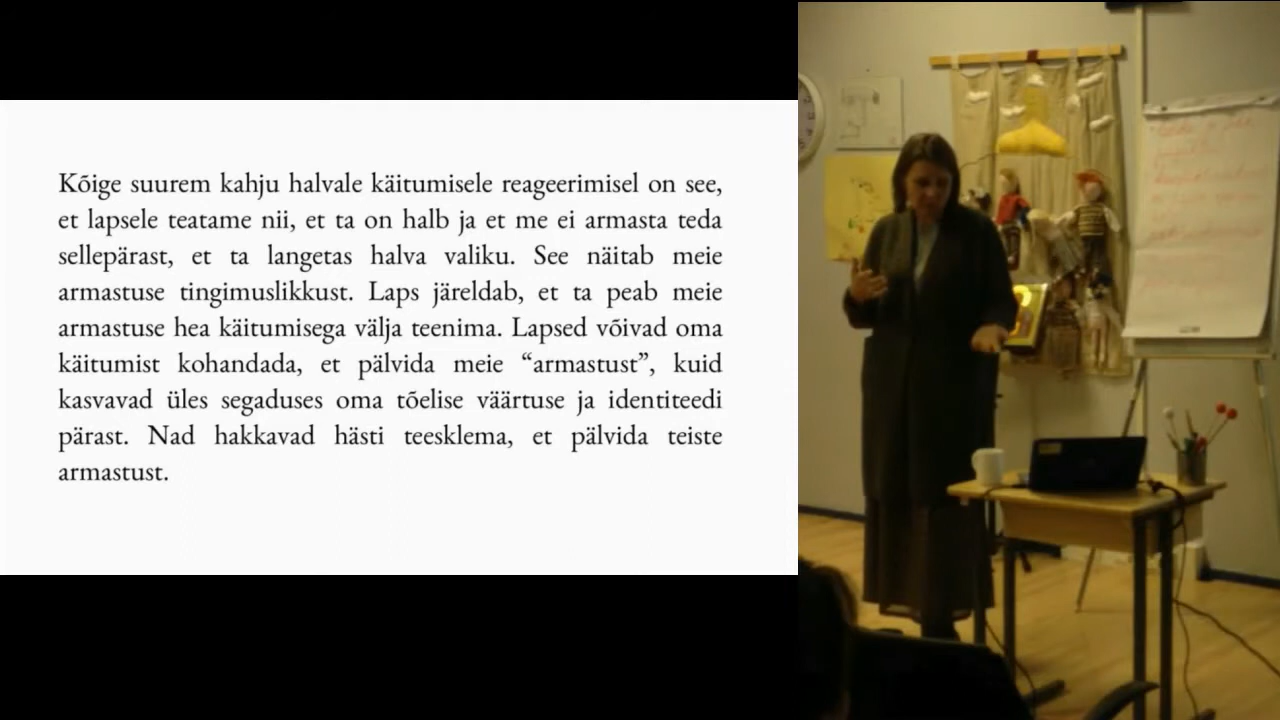 Kõige suurem kahju halvale käitumisele reageerimisel on see,
et lapsele teatame nii, et ta on halb ja et me ei armasta teda
sellepärast, et ta langetas halva valiku. See näitab meie
armastuse tingimuslikkust. Laps järeldab, et ta peab meie
armastuse hea käitumisega välja teenima. Lapsed võivad oma
käitumist kohandada, et pälvida meie “armastust”, kuid
kasvavad üles segaduses oma tõelise väärtuse ja identiteedi
pärast. Nad hakkavad hästi teesklema, et pälvida teiste
armastust.